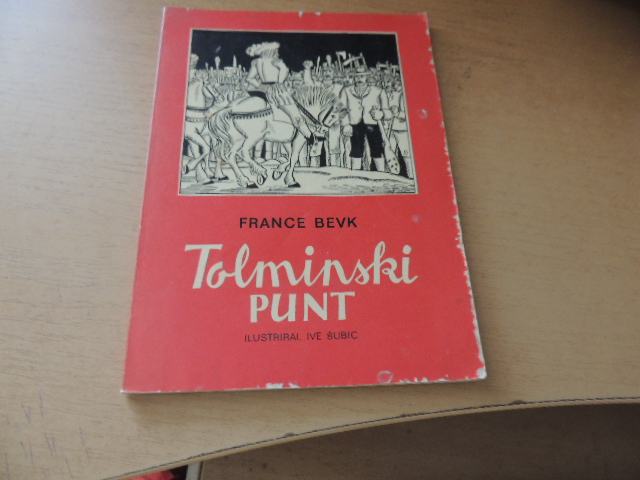 FRANCE BEVK
Tolminski
PUNT
ILUSTRIRAL IVE ŠUBIC